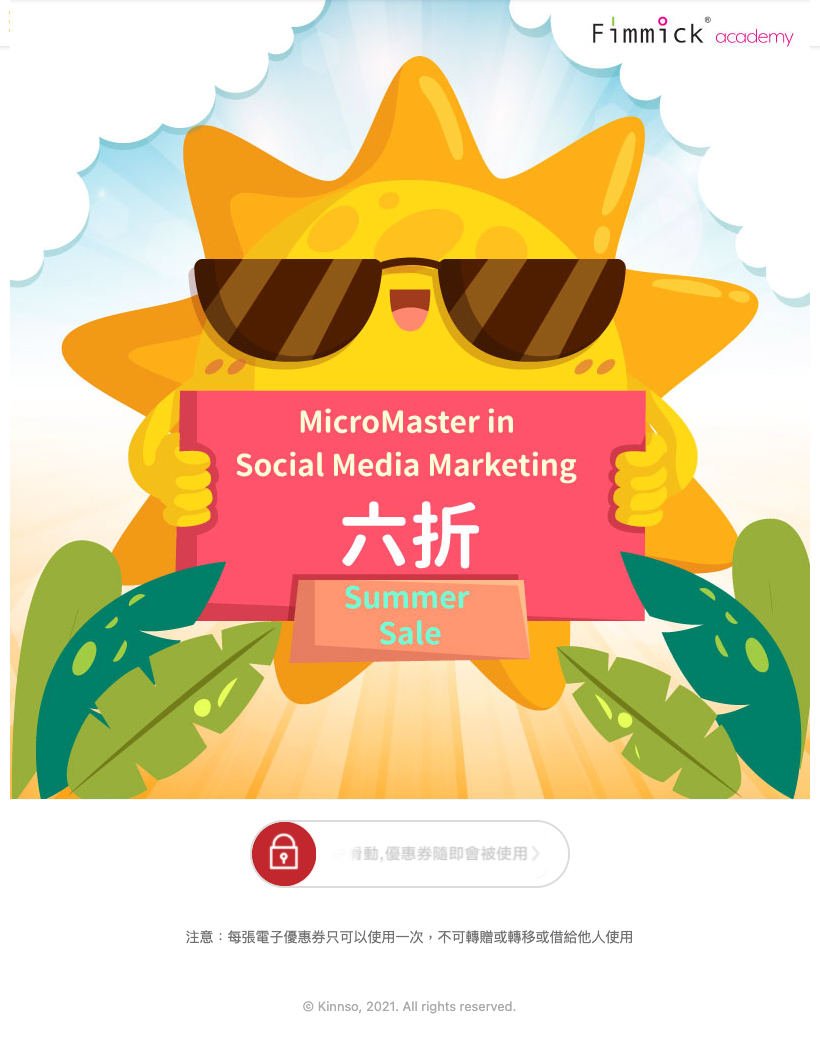 Fimmick® academy
MicroMaster in
Social Media Marketing
六折
Summer
Sale
滑動,優惠券隨即會被使用
注意：每張電子優惠券只可以使用一次，不可轉贈或轉移或借給他人使用
© Kinnso, 2021. All rights reserved.